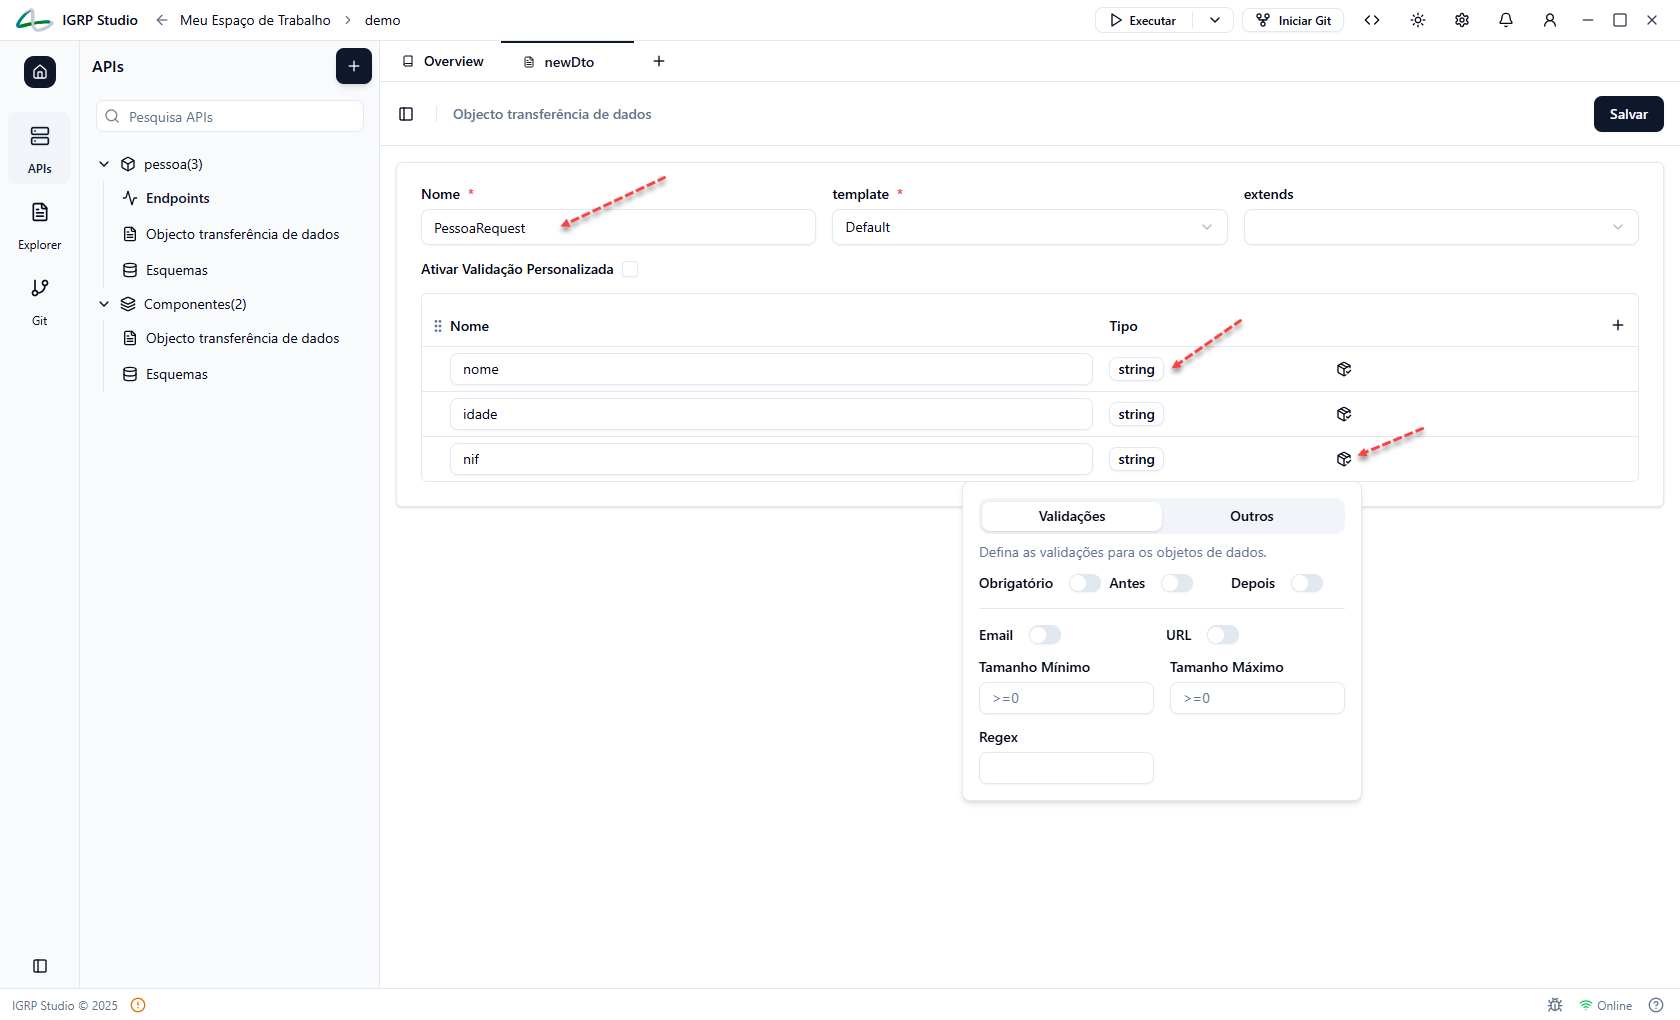 IGRP Studio Meu Espaço de Trabalho demo Executar Iniciar Git
APIs
Overview newDto
Pesquisa APIs
Objecto transferência de dados Salvar
APIs
Explorer
Git
pessoa(3)
Endpoints
Objecto transferência de dados
Esquemas
Componentes(2)
Objecto transferência de dados
Esquemas
Nome * template * extends
PessoaRequest Default
Ativar Validação Personalizada
Nome Tipo
nome string
idade string
nif string
Validações Outros
Defina as validações para os objetos de dados.
Obrigatório Antes Depois
Email URL
Tamanho Mínimo Tamanho Máximo
>=0 >=0
Regex
IGRP Studio © 2025 Online